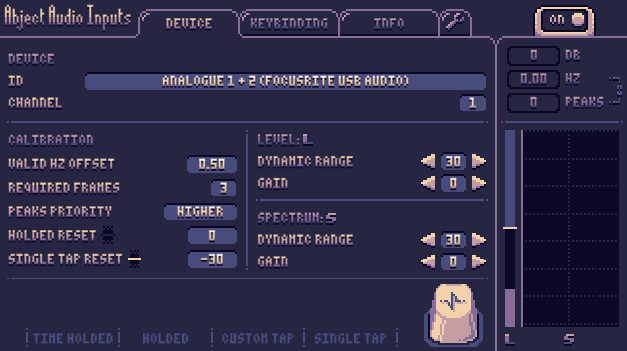 Abject Audio Inputs
DEVICE KEYBINDING INFO ON
DEVICE
ID ANALOGUE 1 + 2 (FOCUSRITE USB AUDIO)
CHANNEL 1
0 DB
0.00 HZ
0 PEAKS
CALIBRATION
VALID HZ OFFSET 0.50
REQUIRED FRAMES 3
PEAKS PRIORITY HIGHER
HOLDED RESET 0
SINGLE TAP RESET -30
LEVEL: L
DYNAMIC RANGE 30
GAIN 0
SPECTRUM: S
DYNAMIC RANGE 30
GAIN 0
TIME HOLDED HOLDED CUSTOM TAP SINGLE TAP
L S